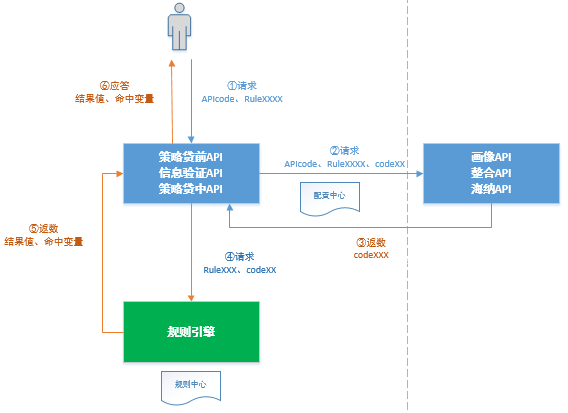 ⑥应答
结果值、命中变量
①请求
APIcode、RuleXXXX
策略贷前API
信息验证API
策略贷中API
②请求
APIcode、RuleXXXX、codeXX
配置中心
画像API
整合API
海纳API
③返数
codeXXX
⑤返数
结果值、命中变量
④请求
RuleXXX、codeXX
规则引擎
规则中心